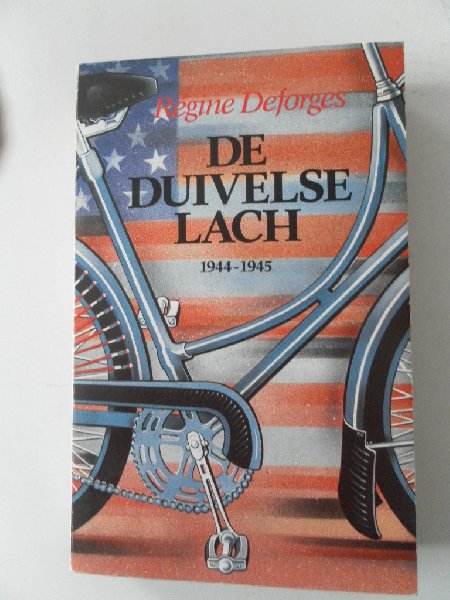 Régine Deforges
DE
DUIVELSE
LACH
1944-1945